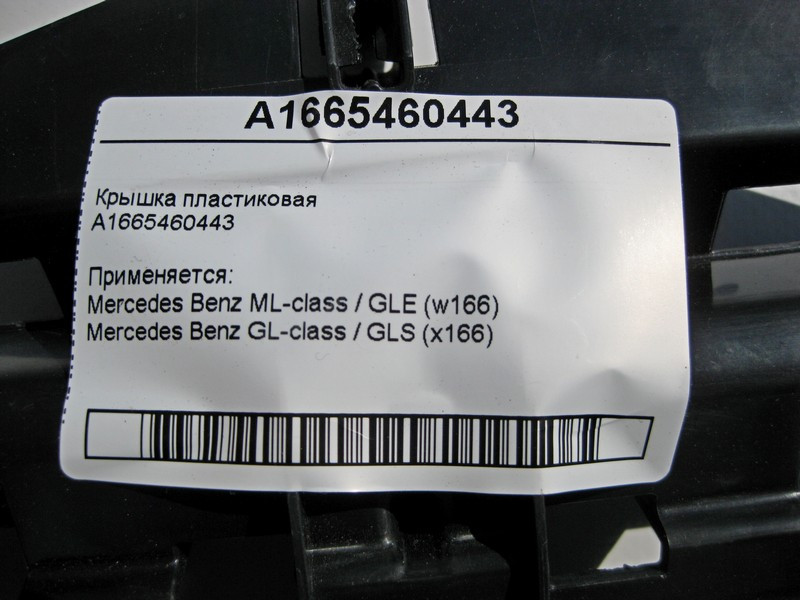 A1665460443
Крышка пластиковая
A1665460443
Применяется:
Mercedes Benz ML-class / GLE (w166)
Mercedes Benz GL-class / GLS (x166)